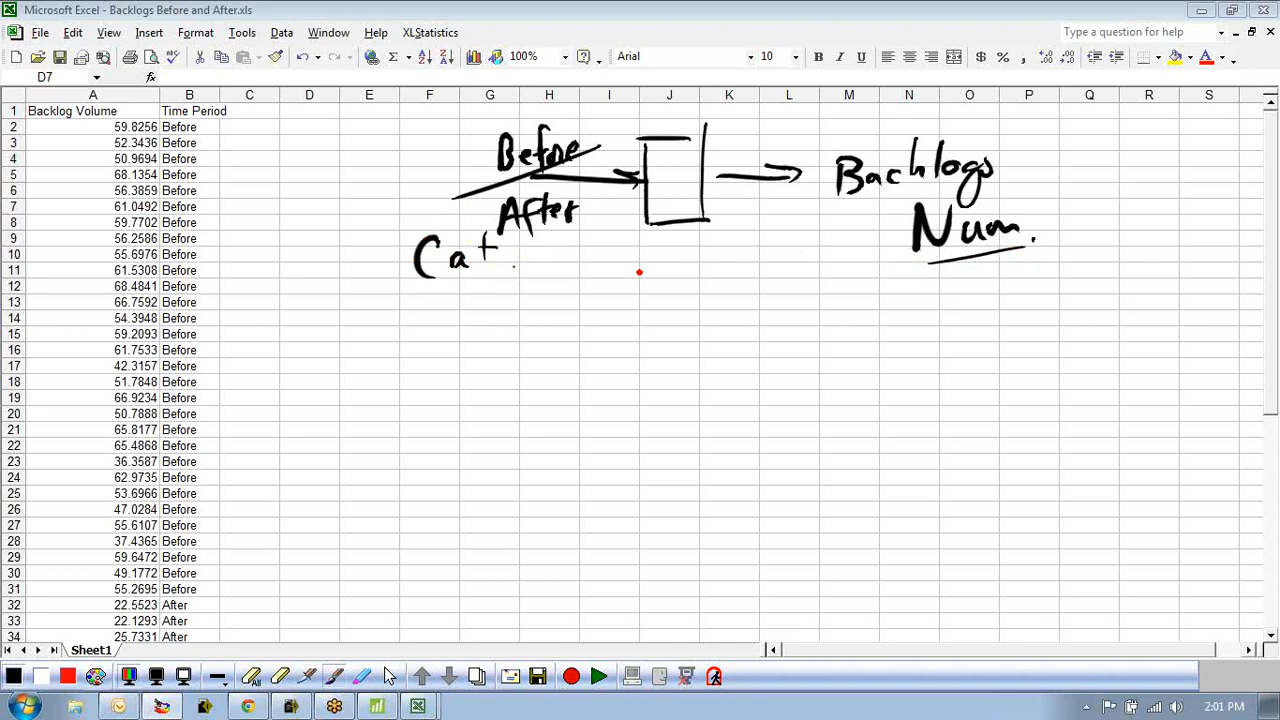 Microsoft Excel - Backlogs Before and After.xls
File Edit View Insert Format Tools Data Window Help XLStatistics
Type a question for help
100% Arial 10 B I U
D7 fx
A B C D E F G H I J K L M N O P Q R S
1 Backlog Volume Time Period
2 59.8256 Before
3 52.3436 Before
4 50.9694 Before
5 68.1354 Before
6 56.3859 Before
7 61.0492 Before
8 59.7702 Before
9 56.2586 Before
10 55.6976 Before
11 61.5308 Before
12 68.4841 Before
13 66.7592 Before
14 54.3948 Before
15 59.2093 Before
16 61.7533 Before
17 42.3157 Before
18 51.7848 Before
19 66.9234 Before
20 50.7888 Before
21 65.8177 Before
22 65.4868 Before
23 36.3587 Before
24 62.9735 Before
25 53.6966 Before
26 47.0284 Before
27 55.6107 Before
28 37.4365 Before
29 59.6472 Before
30 49.1772 Before
31 55.2695 Before
32 22.5523 After
33 22.1293 After
34 25.7331 After
Before
After
Cat
Backlogs
Num.
Sheet1
2:01 PM